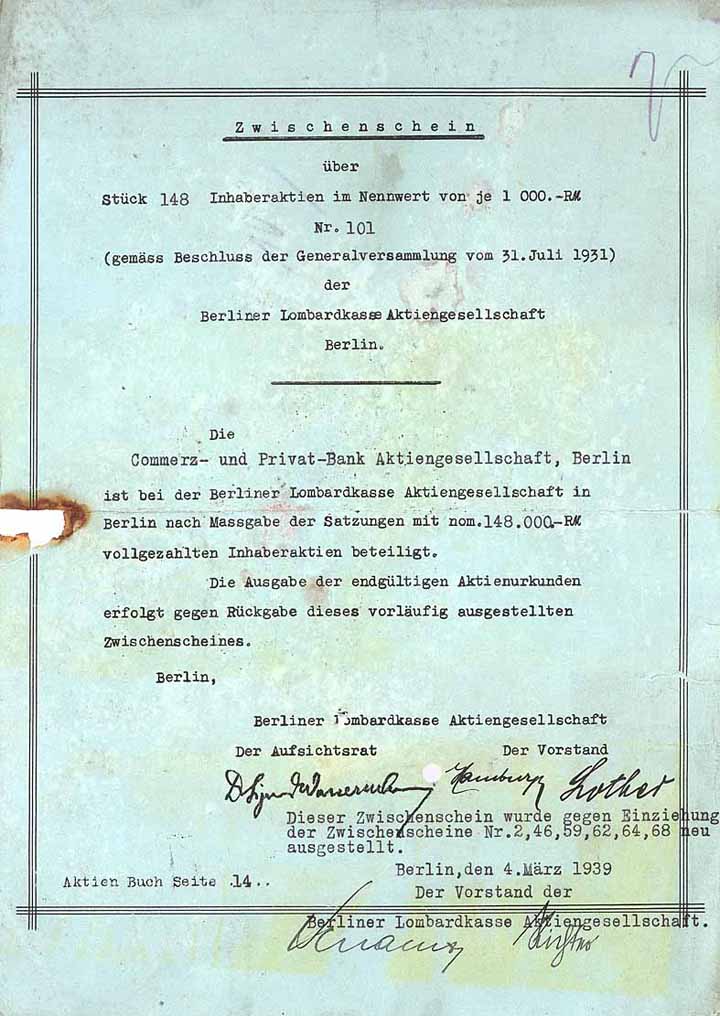 Zwischenschein
über
Stück 148 Inhaberaktien im Nennwert von je 1 000.-RM
Nr. 101
(gemäss Beschluss der Generalversammlung vom 31.Juli 1931)
der
Berliner Lombardkasse Aktiengesellschaft
Berlin.
Die
Commerz- und Privat-Bank Aktiengesellschaft, Berlin
ist bei der Berliner Lombardkasse Aktiengesellschaft in
Berlin nach Massgabe der Satzungen mit nom.148.000.-RM
vollgezahlten Inhaberaktien beteiligt.
Die Ausgabe der endgültigen Aktienurkunden
erfolgt gegen Rückgabe dieses vorläufig ausgestellten
Zwischenscheines.
Berlin,
Berliner Lombardkasse Aktiengesellschaft
Der Aufsichtsrat Der Vorstand
Dieser Zwischenschein wurde gegen Einziehung
der Zwischenscheine Nr.2,46,59,62,64,68 neu
ausgestellt.
Berlin,den 4.März 1939
Aktien Buch Seite .14..
Der Vorstand der
Berliner Lombardkasse Aktiengesellschaft.
Richter